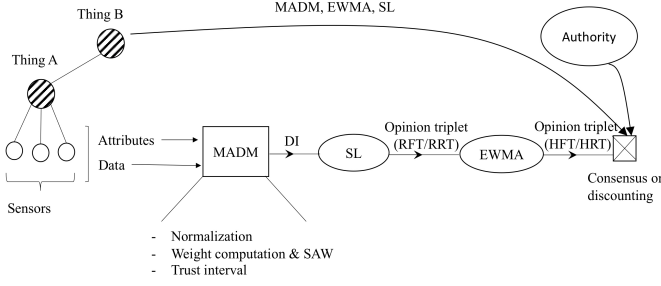 Thing B
MADM, EWMA, SL
Authority
Thing A
Attributes
Data
MADM
DI
SL
Opinion triplet
(RFT/RRT)
EWMA
Opinion triplet
(HFT/HRT)
Consensus or
discounting
Sensors
- Normalization
- Weight computation & SAW
- Trust interval